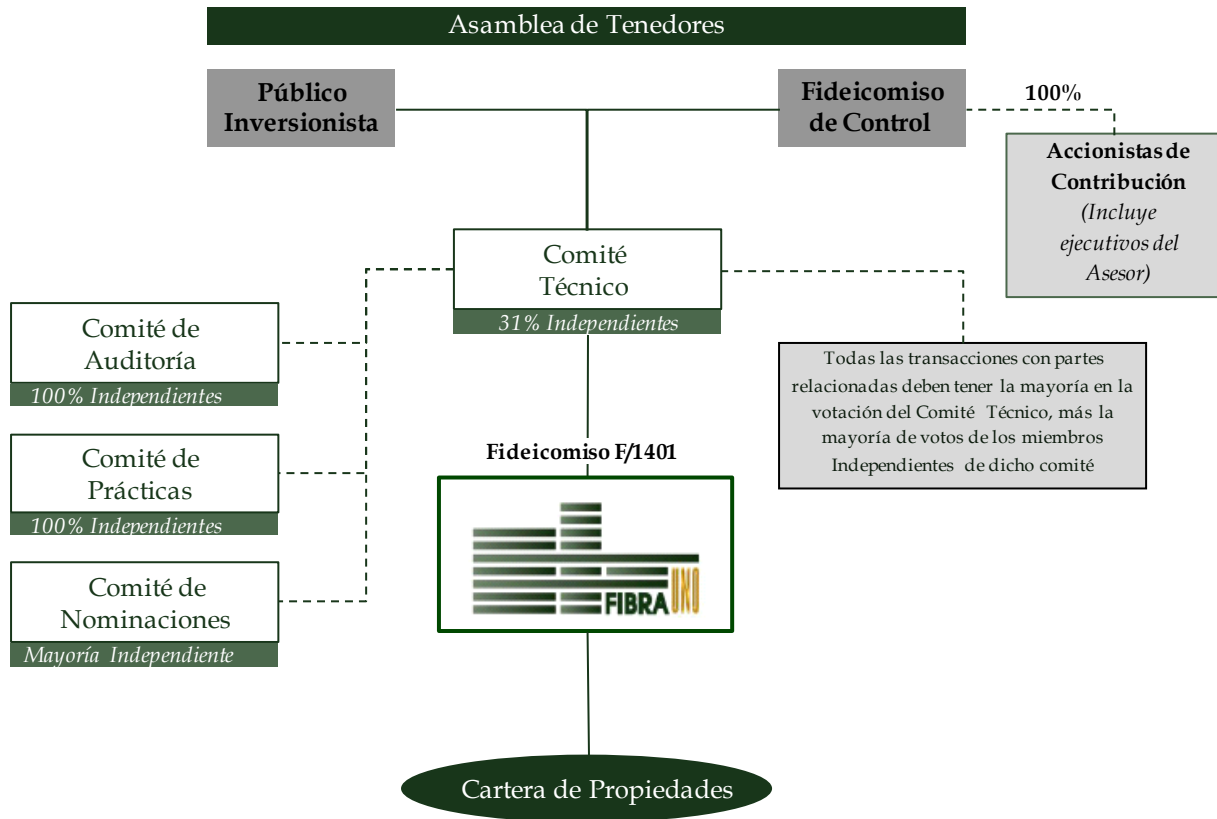 Asamblea de Tenedores
Público
Inversionista
Fideicomiso
de Control
100%
Accionistas de
Contribución
(Incluye
ejecutivos del
Asesor)
Comité
Técnico
31% Independientes
Comité de
Auditoría
100% Independientes
Comité de
Prácticas
100% Independientes
Comité de
Nominaciones
Mayoría Independiente
Todas las transacciones con partes
relacionadas deben tener la mayoría en la
votación del Comité Técnico, más la
mayoría de votos de los miembros
Independientes de dicho comité
Fideicomiso F/1401
FIBRA UNO
Cartera de Propiedades